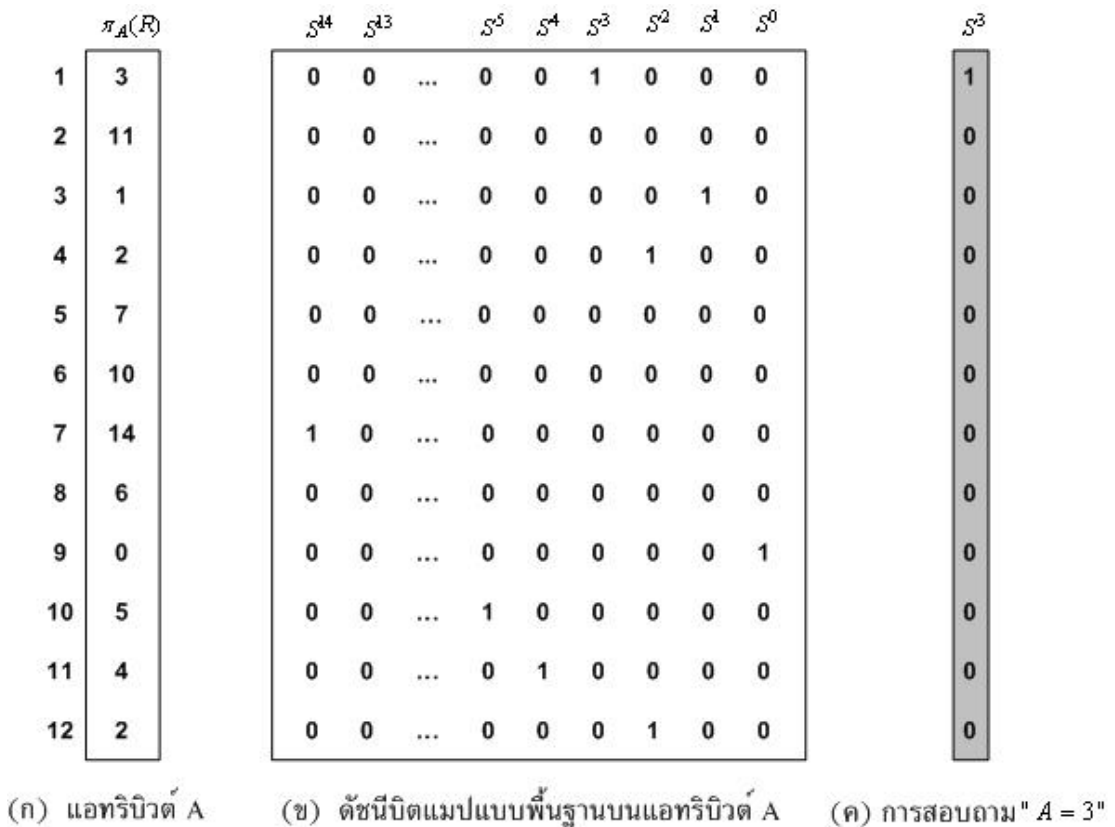 π_A(R) S^14 S^13 S^5 S^4 S^3 S^2 S^1 S^0 S^3
1 3 0 0 ... 0 0 1 0 0 0 1
2 11 0 0 ... 0 0 0 0 0 0 0
3 1 0 0 ... 0 0 0 0 1 0 0
4 2 0 0 ... 0 0 0 1 0 0 0
5 7 0 0 ... 0 0 0 0 0 0 0
6 10 0 0 ... 0 0 0 0 0 0 0
7 14 1 0 ... 0 0 0 0 0 0 0
8 6 0 0 ... 0 0 0 0 0 0 0
9 0 0 0 ... 0 0 0 0 0 1 0
10 5 0 0 ... 1 0 0 0 0 0 0
11 4 0 0 ... 0 1 0 0 0 0 0
12 2 0 0 ... 0 0 0 1 0 0 0
(ก) แอทริบิวต์ A (ข) ดัชนีบิตแมปแบบพื้นฐานบนแอทริบิวต์ A (ค) การสอบถาม " A = 3"